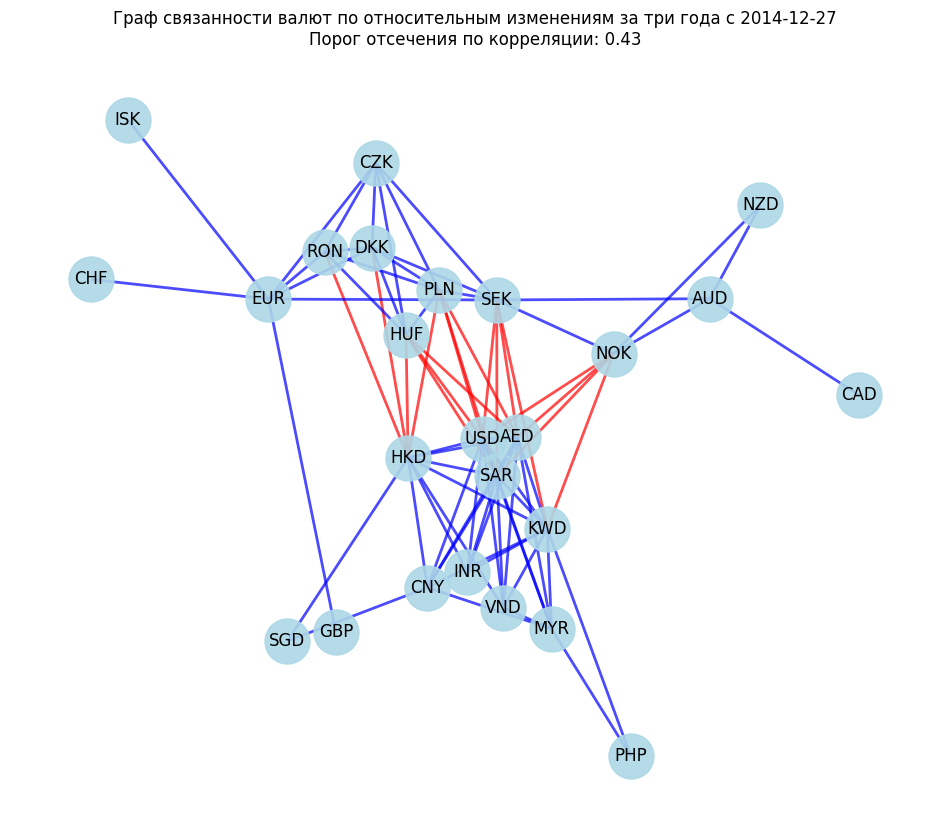 Граф связанности валют по относительным изменениям за три года с 2014-12-27
Порог отсечения по корреляции: 0.43
ISK
CZK
NZD
RON
DKK
CHF
EUR
PLN
SEK
AUD
HUF
NOK
CAD
USD
AED
HKD
SAR
KWD
INR
CNY
VND
MYR
SGD
GBP
PHP